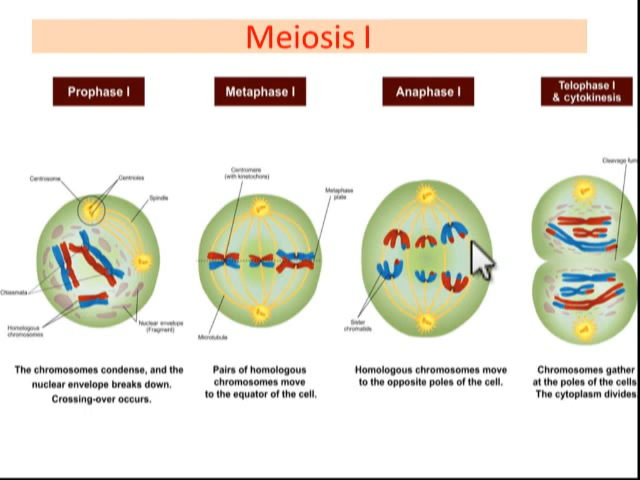 Meiosis I
Prophase I
Metaphase I
Anaphase I
Telophase I
& cytokinesis
Centrosome
Centrioles
Spindle
Chiasmata
Homologous
chromosomes
Nuclear envelope
(Fragment)
Centromere
(with kinetochore)
Metaphase
plate
Microtubule
Sister
chromatids
Cleavage
The chromosomes condense, and the
nuclear envelope breaks down.
Crossing-over occurs.
Pairs of homologous
chromosomes move
to the equator of the cell.
Homologous chromosomes move
to the opposite poles of the cell.
Chromosomes gather
at the poles of the cells
The cytoplasm divides